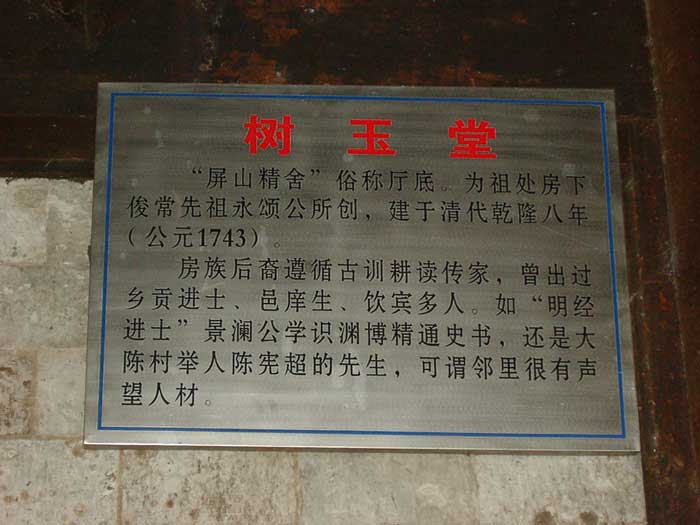 树玉堂
“屏山精舍”俗称厅底。为祖处房下
俊常先祖永颂公所创，建于清代乾隆八年
（公元1743）。
房族后裔遵循古训耕读传家，曾出过
乡贡进士、邑庠生、饮宾多人。如“明经
进士”景澜公学识渊博精通史书，还是大
陈村举人陈宪超的先生，可谓邻里很有声
望人材。